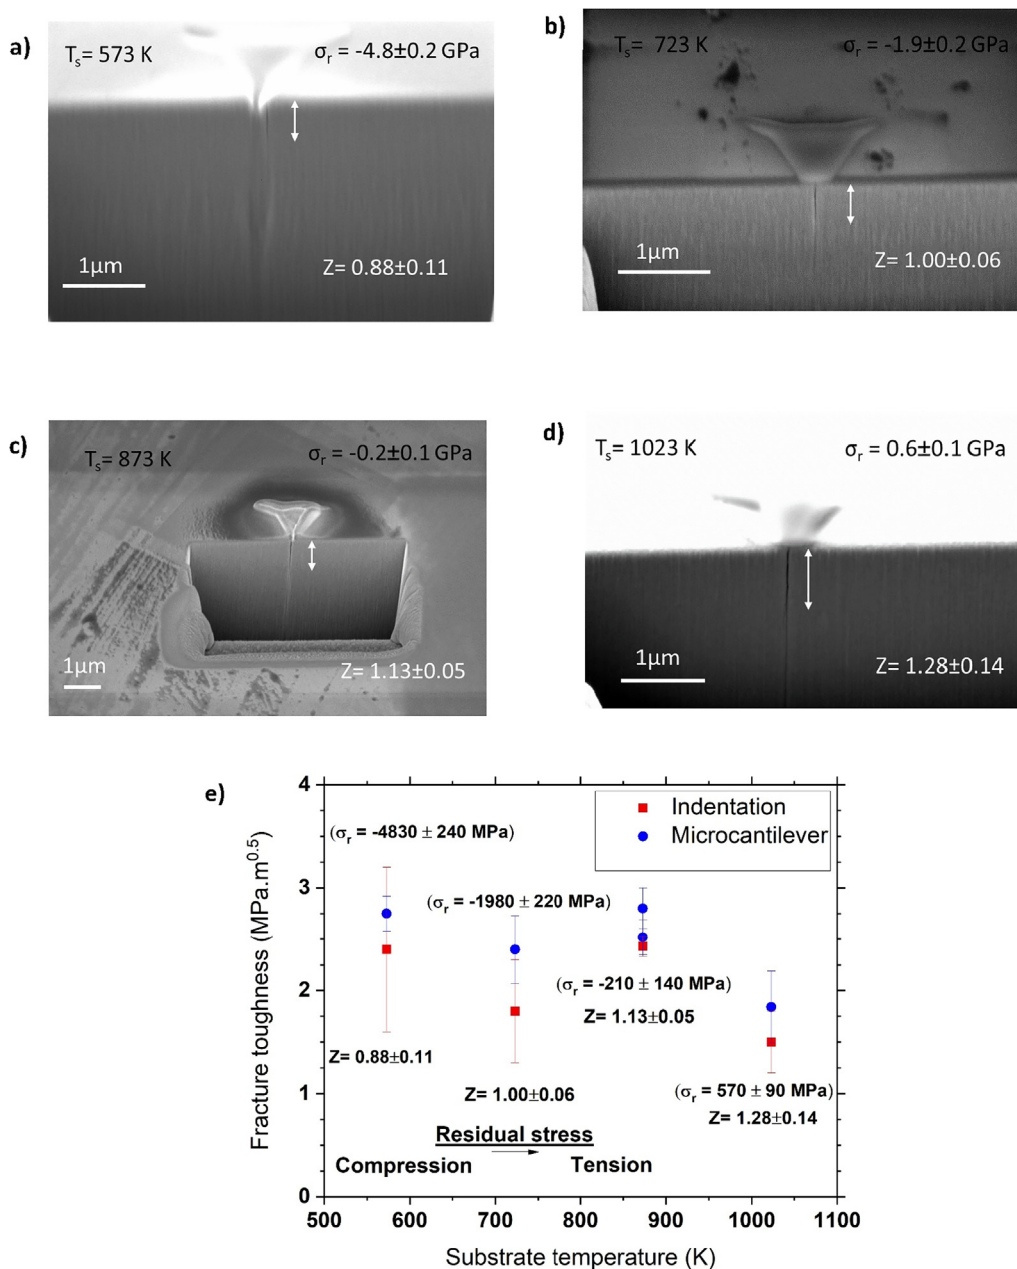 a)
Tₛ= 573 K
σᵣ = -4.8±0.2 GPa
1µm
Z= 0.88±0.11
b)
Tₛ= 723 K
σᵣ = -1.9±0.2 GPa
1µm
Z= 1.00±0.06
c)
Tₛ= 873 K
σᵣ = -0.2±0.1 GPa
1µm
Z= 1.13±0.05
d)
Tₛ= 1023 K
σᵣ = 0.6±0.1 GPa
1µm
Z= 1.28±0.14
e)
Fracture toughness (MPa.m⁰·⁵)
4
3
2
1
0
Indentation
Microcantilever
(σᵣ = -4830 ± 240 MPa)
(σᵣ = -1980 ± 220 MPa)
(σᵣ = -210 ± 140 MPa)
Z= 1.13±0.05
Z= 0.88±0.11
Z= 1.00±0.06
(σᵣ = 570 ± 90 MPa)
Z= 1.28±0.14
Residual stress
Compression
Tension
500 600 700 800 900 1000 1100
Substrate temperature (K)